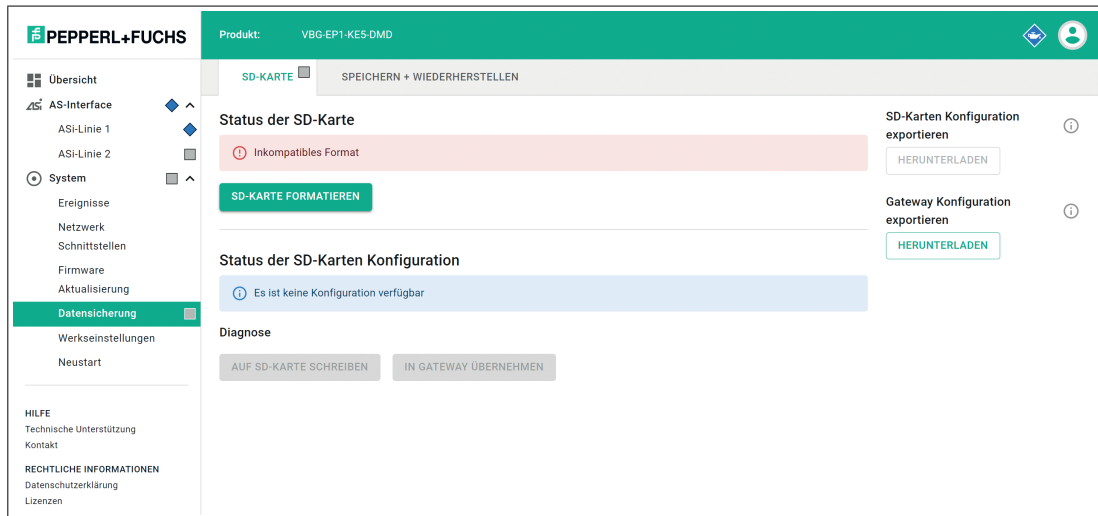 PEPPERL+FUCHS
Produkt: VBG-EP1-KE5-DMD
Übersicht
AS-Interface
ASi-Linie 1
ASi-Linie 2
System
Ereignisse
Netzwerk
Schnittstellen
Firmware
Aktualisierung
Datensicherung
Werkseinstellungen
Neustart
HILFE
Technische Unterstützung
Kontakt
RECHTLICHE INFORMATIONEN
Datenschutzerklärung
Lizenzen
SD-KARTE SPEICHERN + WIEDERHERSTELLEN
Status der SD-Karte
Inkompatibles Format
SD-KARTE FORMATIEREN
Status der SD-Karten Konfiguration
Es ist keine Konfiguration verfügbar
Diagnose
AUF SD-KARTE SCHREIBEN IN GATEWAY ÜBERNEHMEN
SD-Karten Konfiguration
exportieren
HERUNTERLADEN
Gateway Konfiguration
exportieren
HERUNTERLADEN